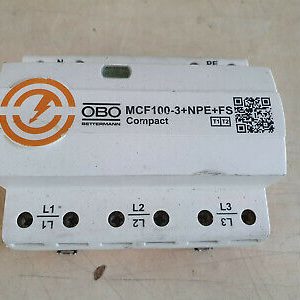 N PE
OBO
BETTERMANN
MCF100-3+NPE+FS
Compact
T1 T2
L1 L2 L3
L1 L2 L3